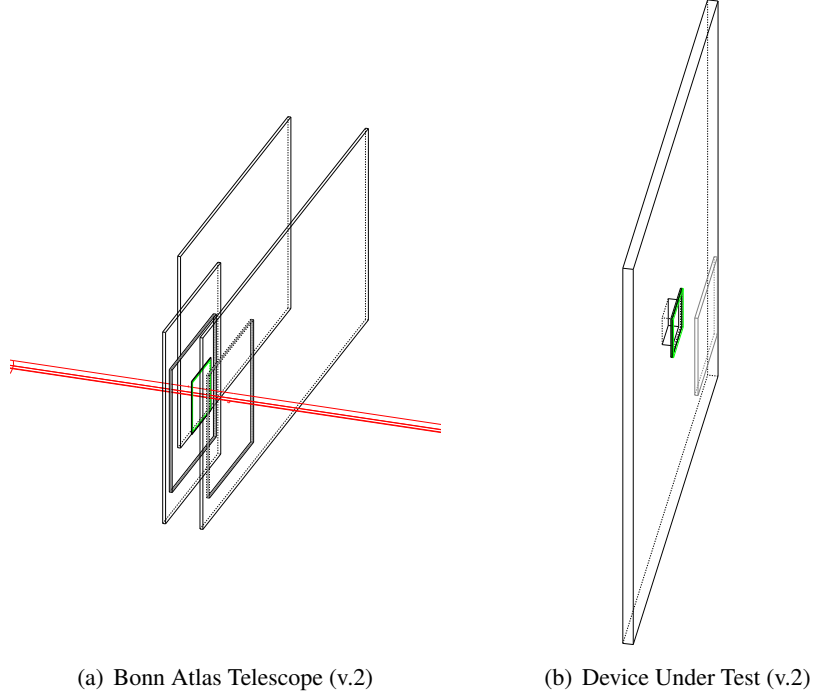 (a) Bonn Atlas Telescope (v.2)
(b) Device Under Test (v.2)